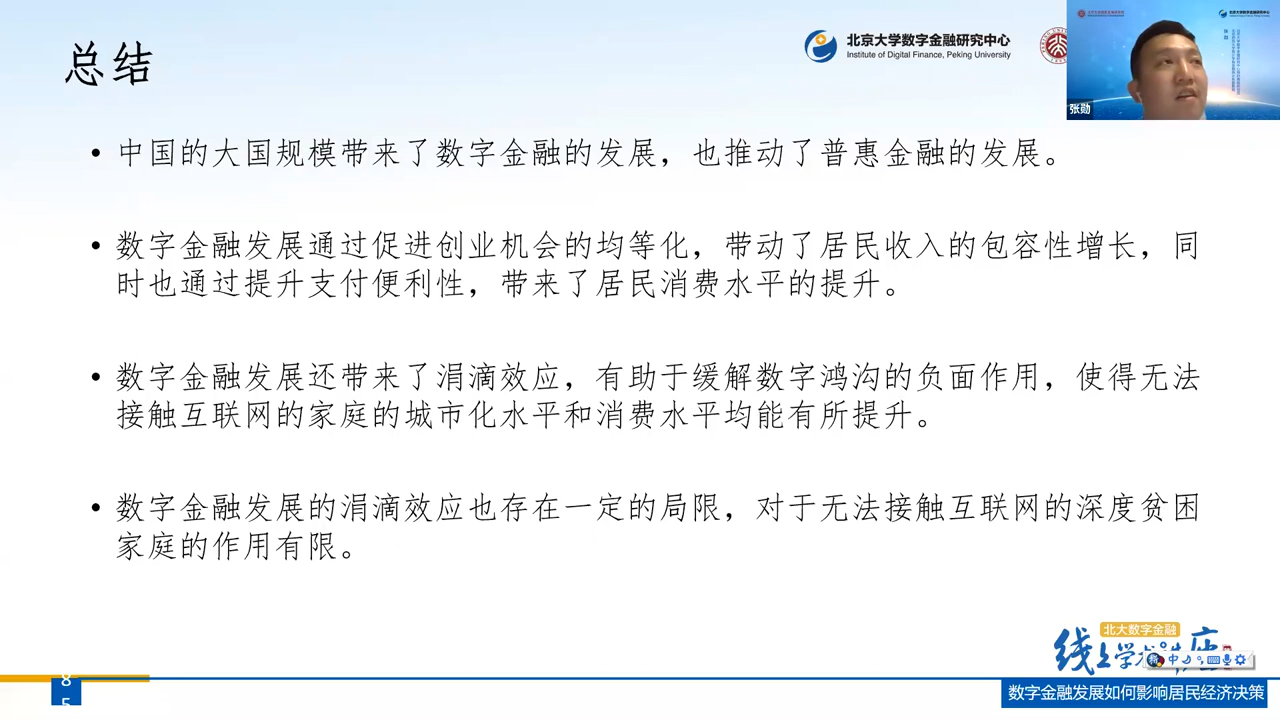 总结
北京大学数字金融研究中心
Institute of Digital Finance, Peking University
张勋
• 中国的大国规模带来了数字金融的发展，也推动了普惠金融的发展。
• 数字金融发展通过促进创业机会的均等化，带动了居民收入的包容性增长，同
时也通过提升支付便利性，带来了居民消费水平的提升。
• 数字金融发展还带来了涓滴效应，有助于缓解数字鸿沟的负面作用，使得无法
接触互联网的家庭的城市化水平和消费水平均能有所提升。
• 数字金融发展的涓滴效应也存在一定的局限，对于无法接触互联网的深度贫困
家庭的作用有限。
北大数字金融
线上学术讲座
中
8
5
数字金融发展如何影响居民经济决策